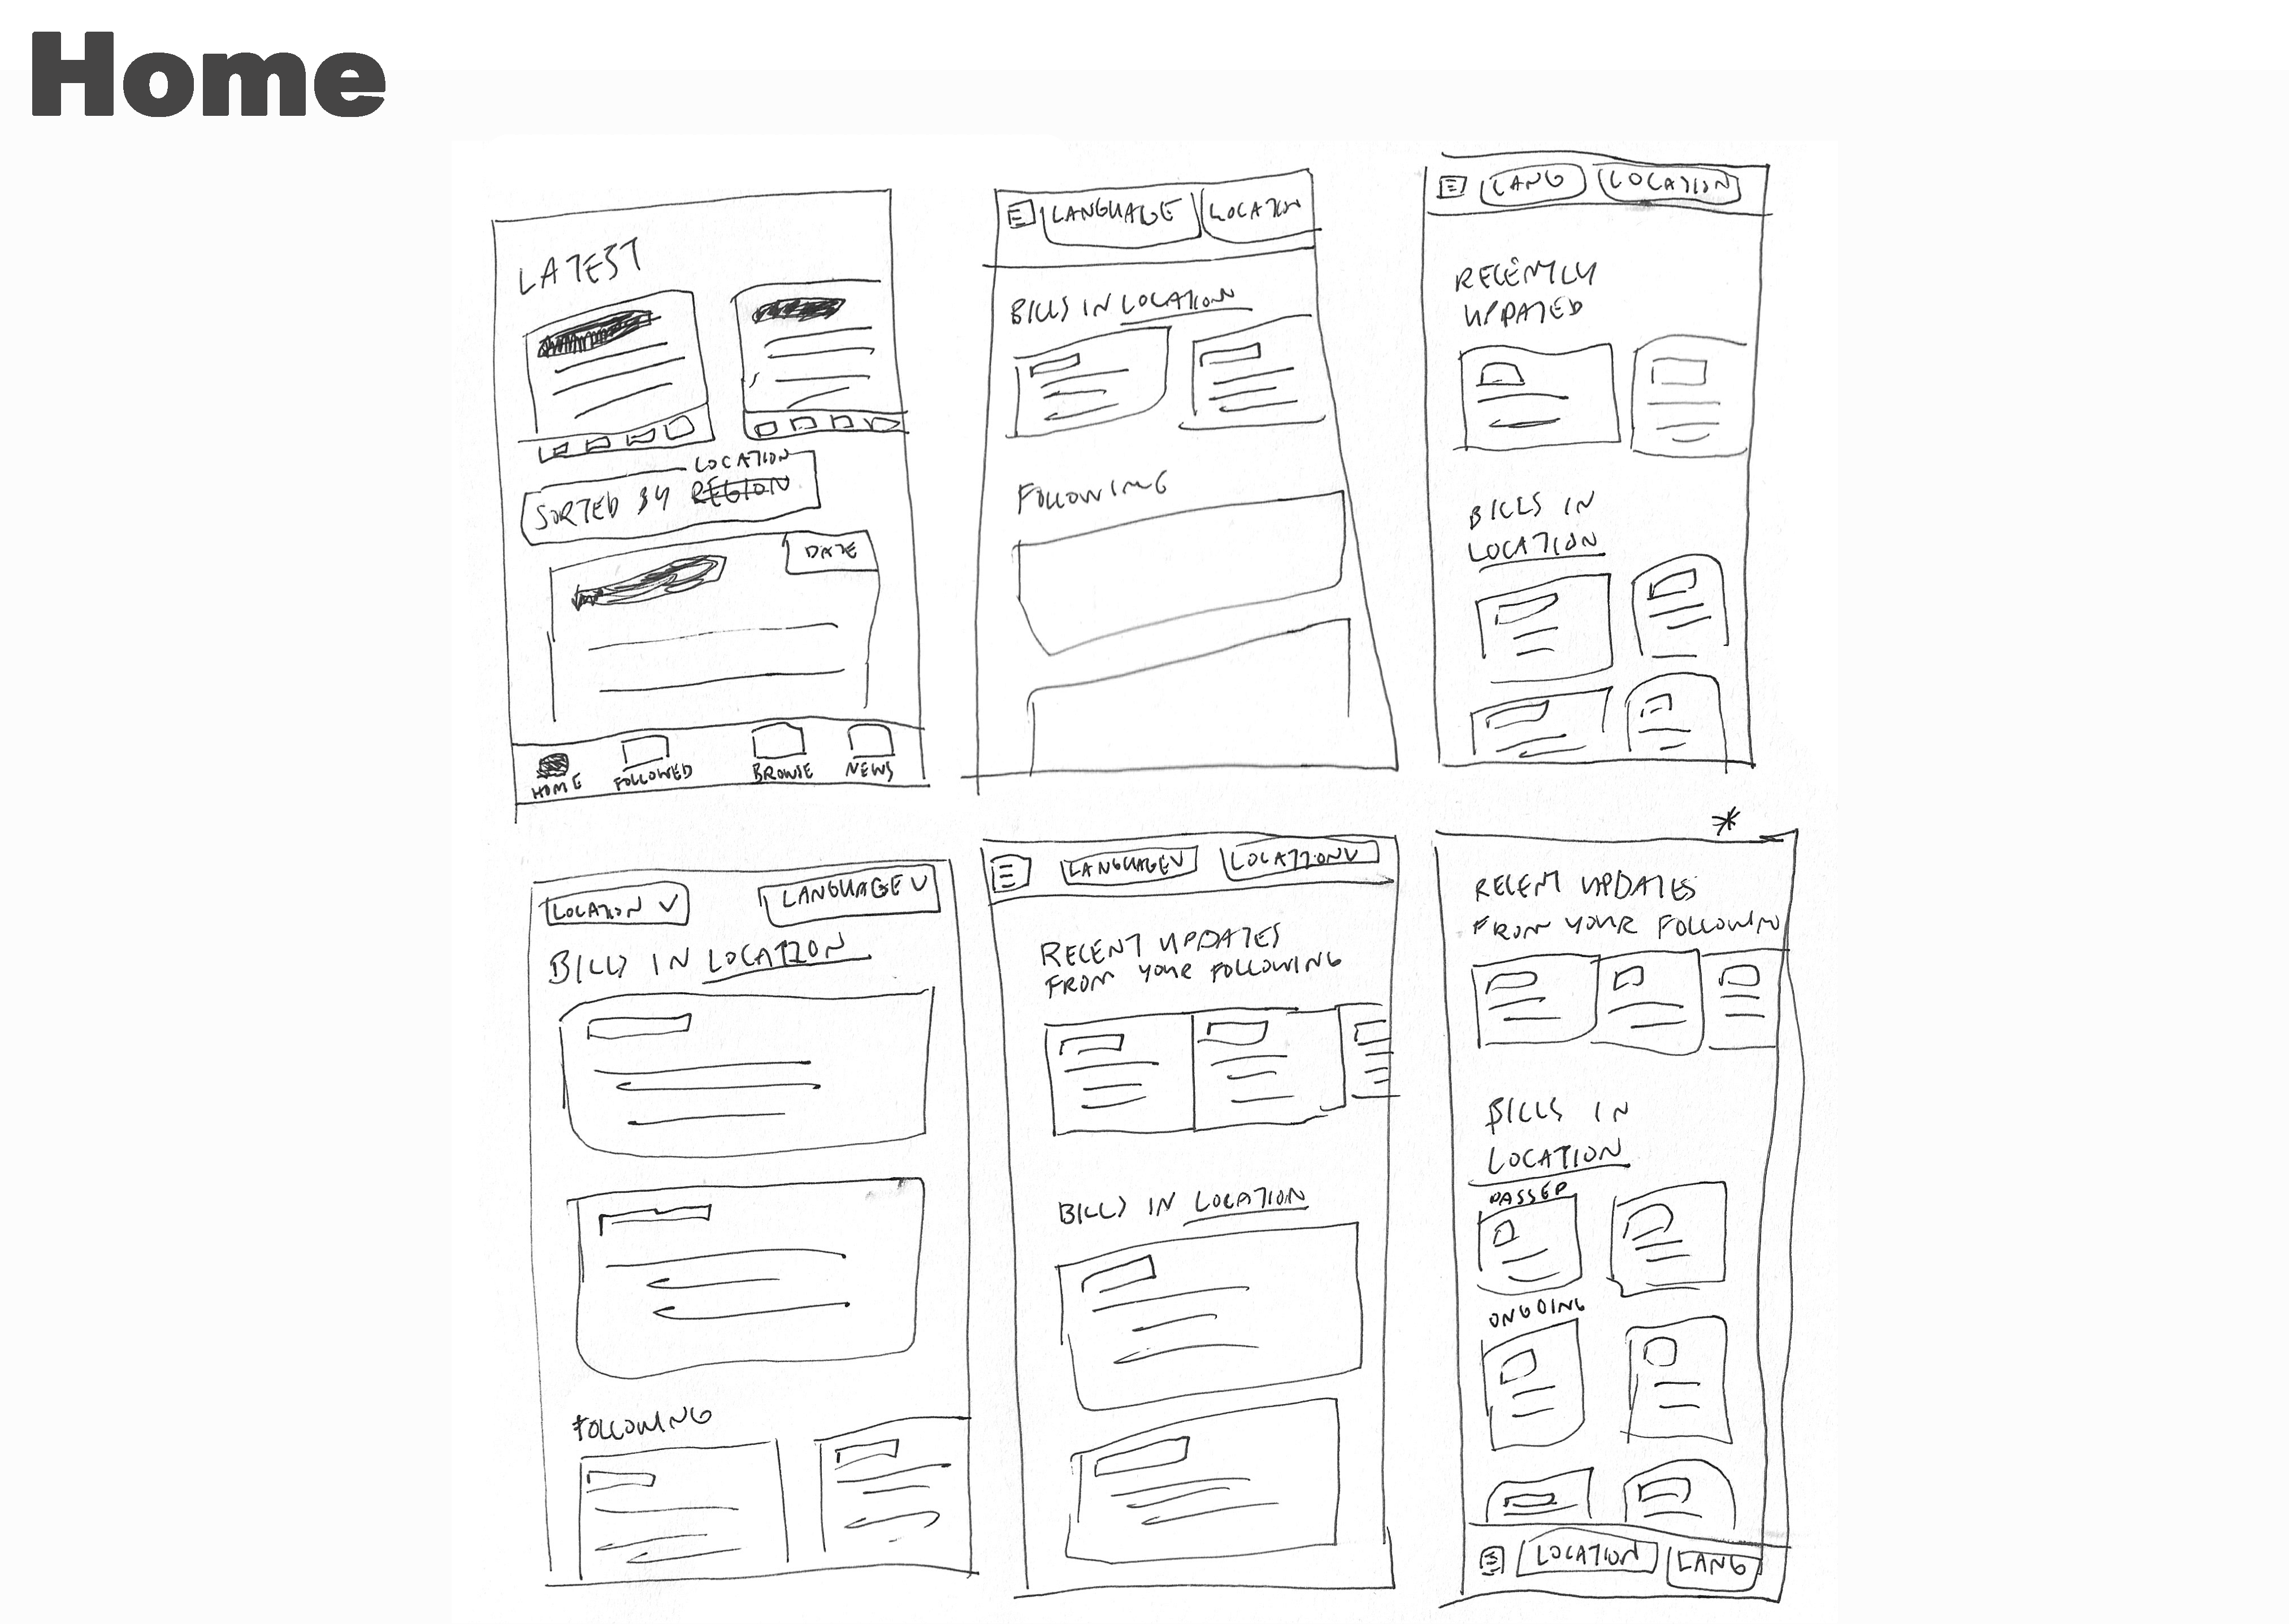 Home
LATEST
LOCATION
SORTED BY REGION
DATE
HOME
FOLLOWED
BROWSE
NEWS
LANGUAGE
LOCATION
BILLS IN LOCATION
FOLLOWING
LANG
LOCATION
RECENTLY
UPDATED
BILLS IN
LOCATION
LOCATION V
LANGUAGE V
BILLS IN LOCATION
FOLLOWING
LANGUAGE V
LOCATION V
RECENT UPDATES
FROM YOUR FOLLOWING
BILLS IN LOCATION
*
RECENT UPDATES
FROM YOUR FOLLOWIN
BILLS IN
LOCATION
PASSED
ONGOING
LOCATION
LANG